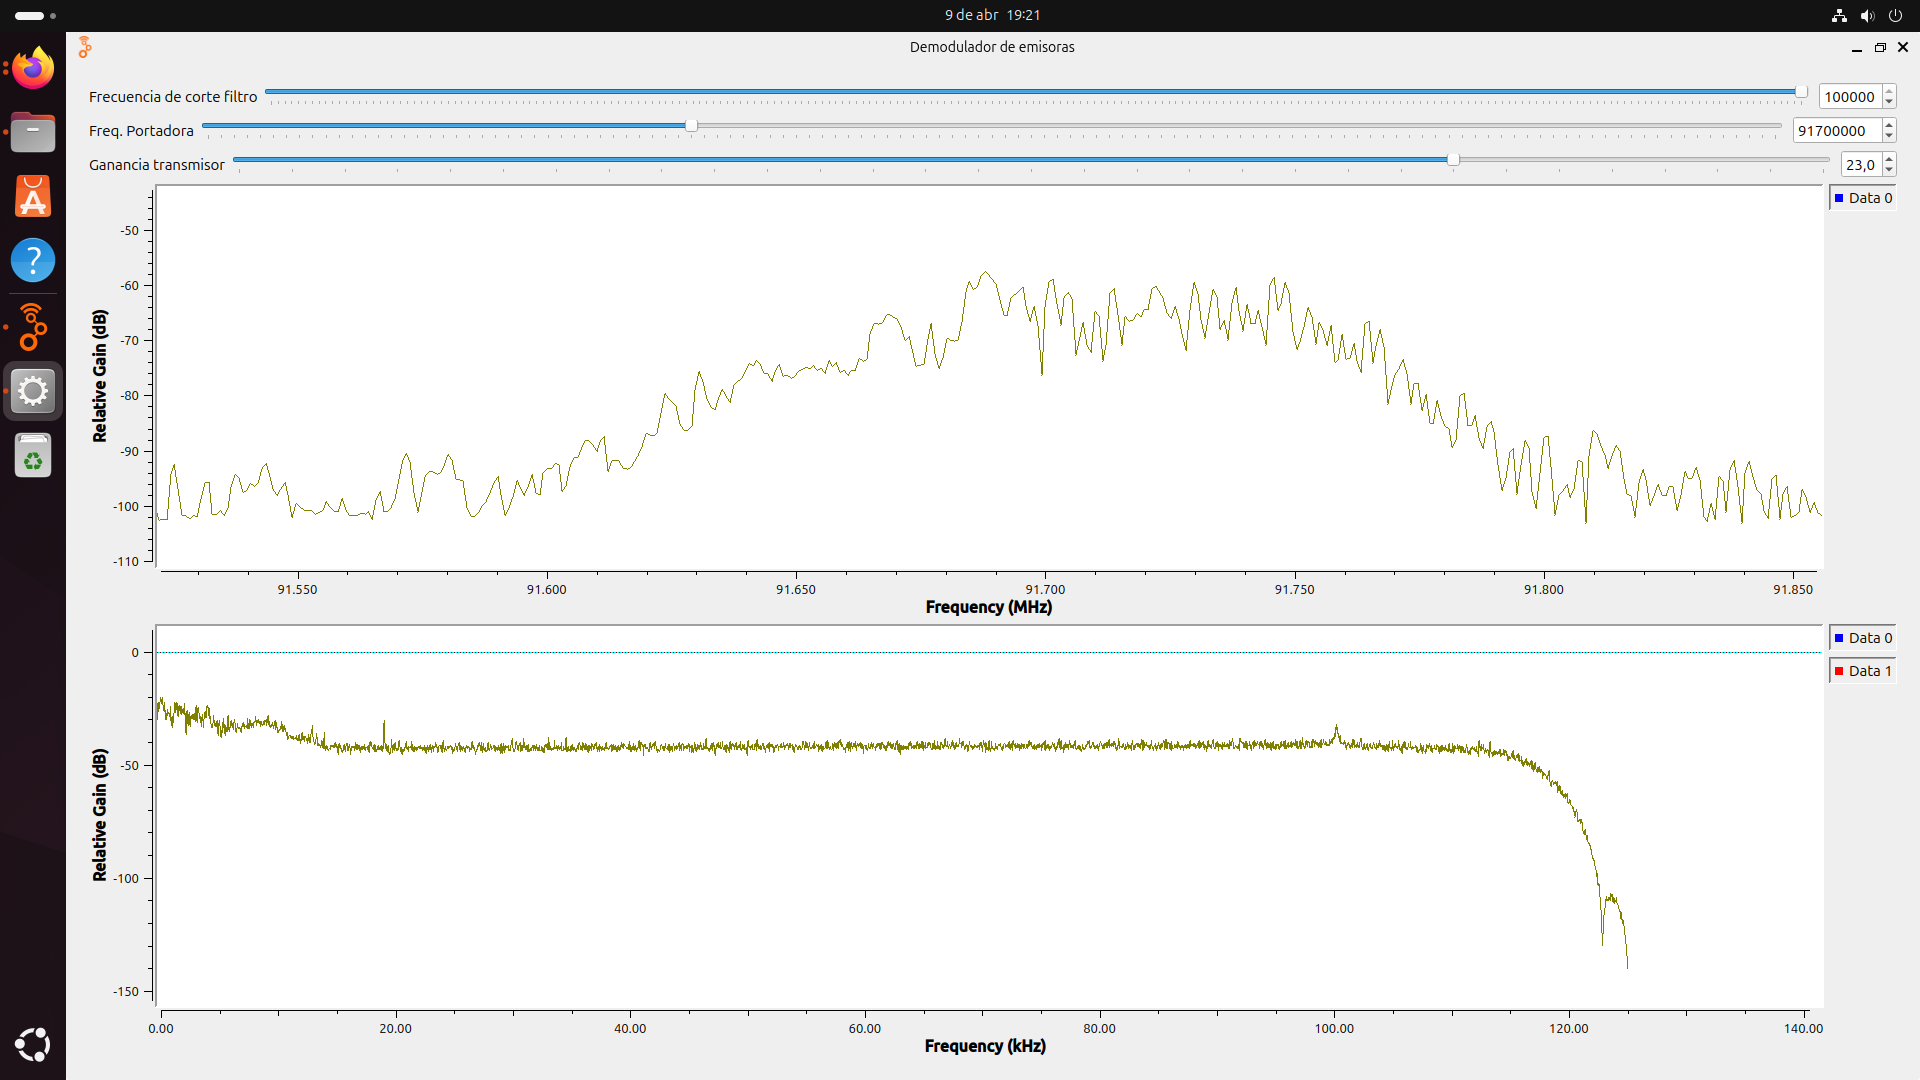 9 de abr 19:21
Demodulador de emisoras
Frecuencia de corte filtro 100000
Freq. Portadora 91700000
Ganancia transmisor 23,0
Data 0
Relative Gain (dB)
-50
-60
-70
-80
-90
-100
-110
91.550 91.600 91.650 91.700 91.750 91.800 91.850
Frequency (MHz)
Data 0
Data 1
Relative Gain (dB)
0
-50
-100
-150
0.00 20.00 40.00 60.00 80.00 100.00 120.00 140.00
Frequency (kHz)